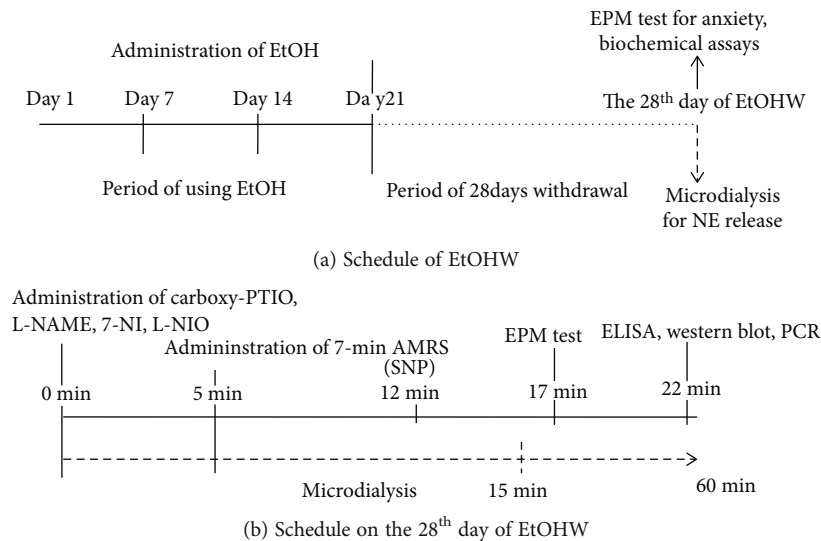 EPM test for anxiety,
biochemical assays
Administration of EtOH
Day 1 Day 7 Day 14 Da y21 The 28th day of EtOHW
Period of using EtOH Period of 28days withdrawal
Microdialysis
for NE release
(a) Schedule of EtOHW
Administration of carboxy-PTIO,
L-NAME, 7-NI, L-NIO
Admininstration of 7-min AMRS
(SNP)
EPM test
ELISA, western blot, PCR
0 min 5 min 12 min 17 min 22 min
Microdialysis 15 min 60 min
(b) Schedule on the 28th day of EtOHW